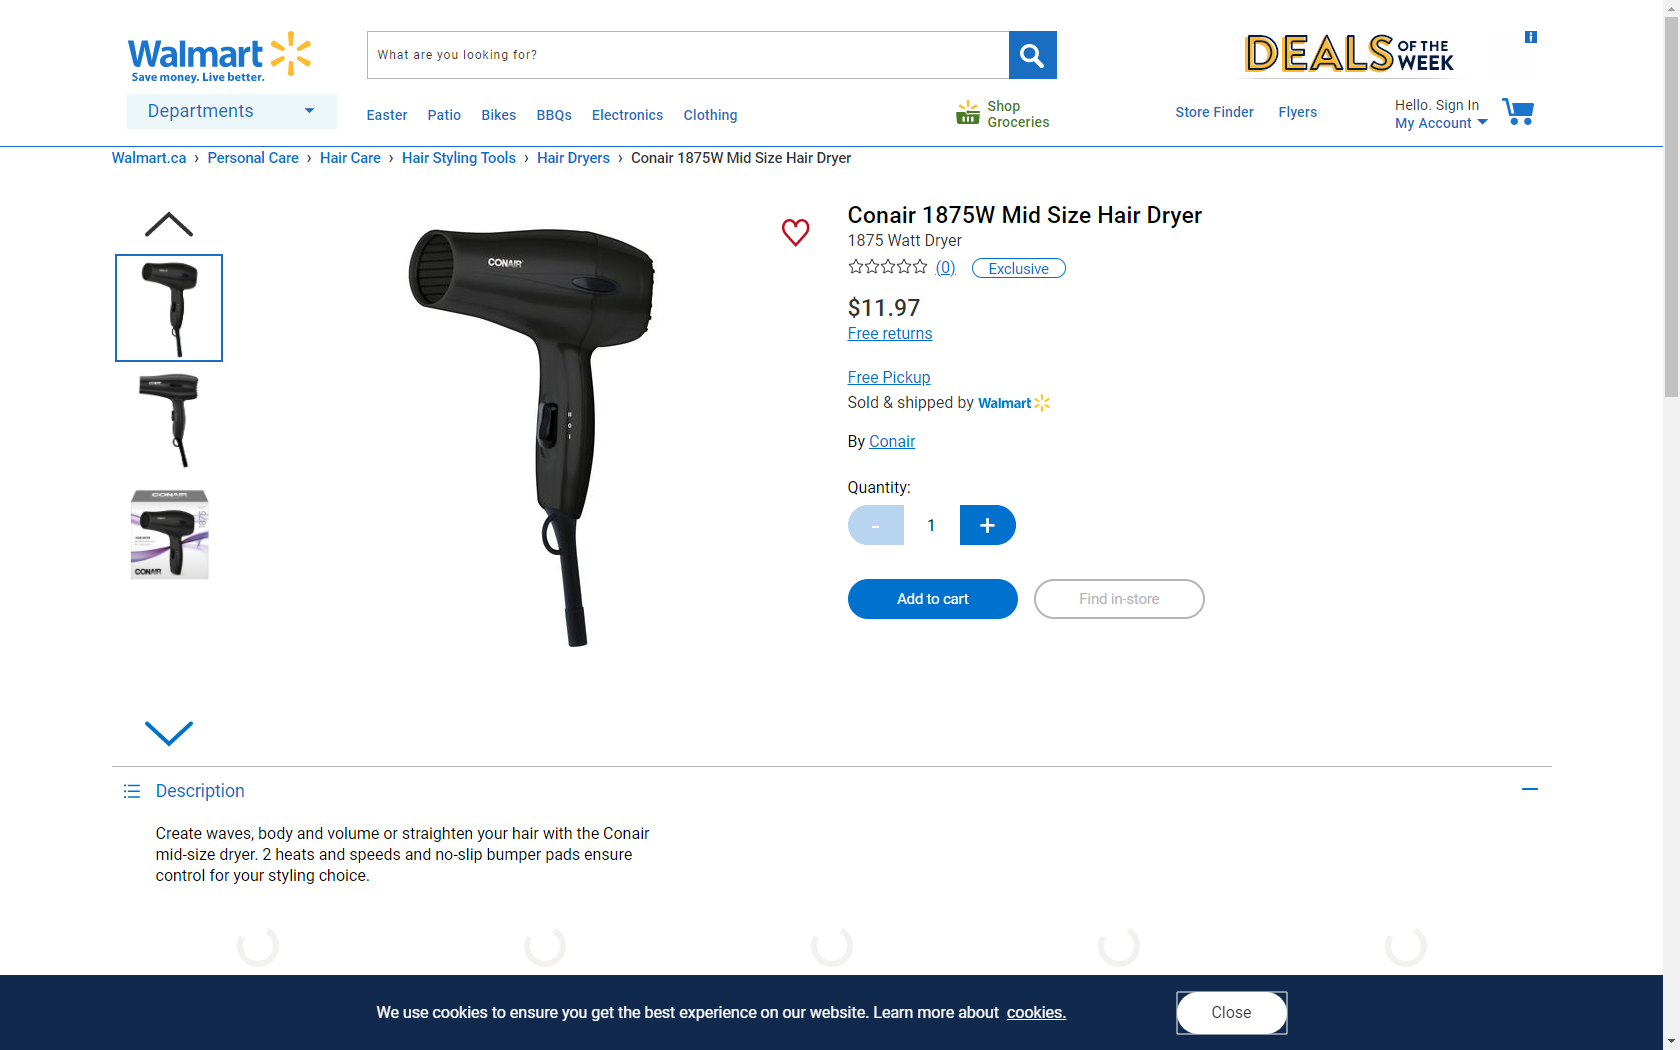 Walmart
Save money. Live better.
What are you looking for?
DEALS OF THE WEEK
Departments
Easter Patio Bikes BBQs Electronics Clothing
Shop Groceries
Store Finder Flyers
Hello. Sign In
My Account
Walmart.ca › Personal Care › Hair Care › Hair Styling Tools › Hair Dryers › Conair 1875W Mid Size Hair Dryer
CONAIR
CONAIR
CONAIR
Conair 1875W Mid Size Hair Dryer
1875 Watt Dryer
(0) Exclusive
$11.97
Free returns
Free Pickup
Sold & shipped by Walmart
By Conair
Quantity:
- 1 +
Add to cart Find in-store
Description
Create waves, body and volume or straighten your hair with the Conair
mid-size dryer. 2 heats and speeds and no-slip bumper pads ensure
control for your styling choice.
We use cookies to ensure you get the best experience on our website. Learn more about cookies.
Close